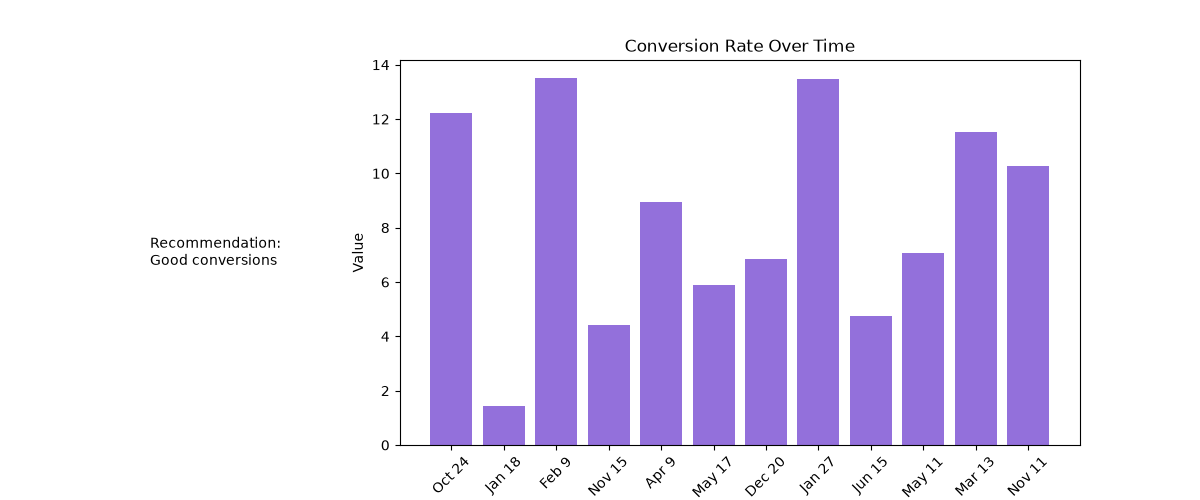 Conversion Rate Over Time
Recommendation:
Good conversions
Value
14
12
10
8
6
4
2
0
Oct 24
Jan 18
Feb 9
Nov 15
Apr 9
May 17
Dec 20
Jan 27
Jun 15
May 11
Mar 13
Nov 11